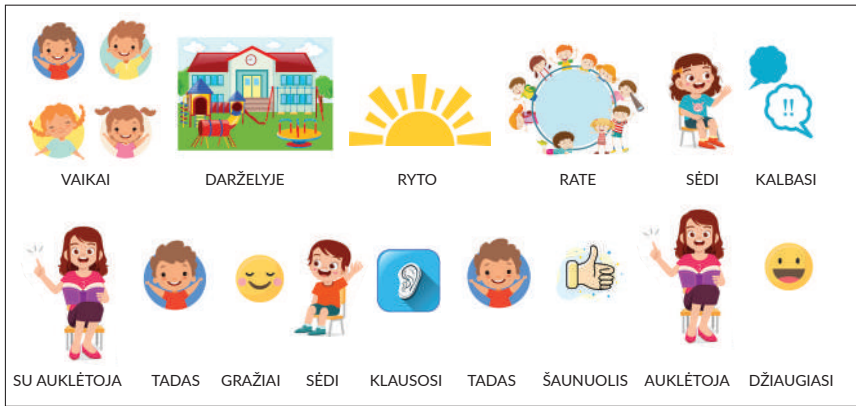 VAIKAI DARŽELYJE RYTO RATE SĖDI KALBASI
SU AUKLĖTOJA TADAS GRAŽIAI SĖDI KLAUSOSI TADAS ŠAUNUOLIS AUKLĖTOJA DŽIAUGIASI